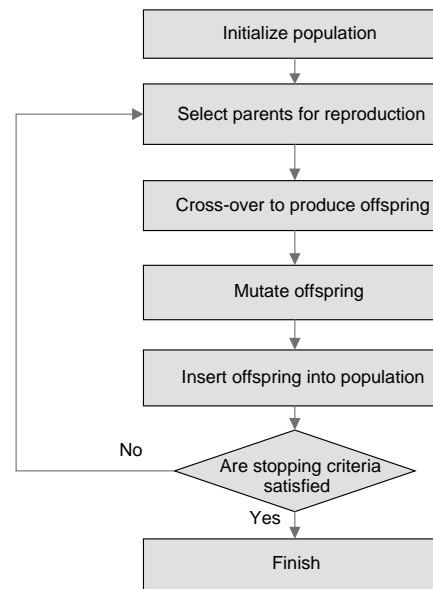 Initialize population
Select parents for reproduction
Cross-over to produce offspring
Mutate offspring
Insert offspring into population
No
Are stopping criteria
satisfied
Yes
Finish